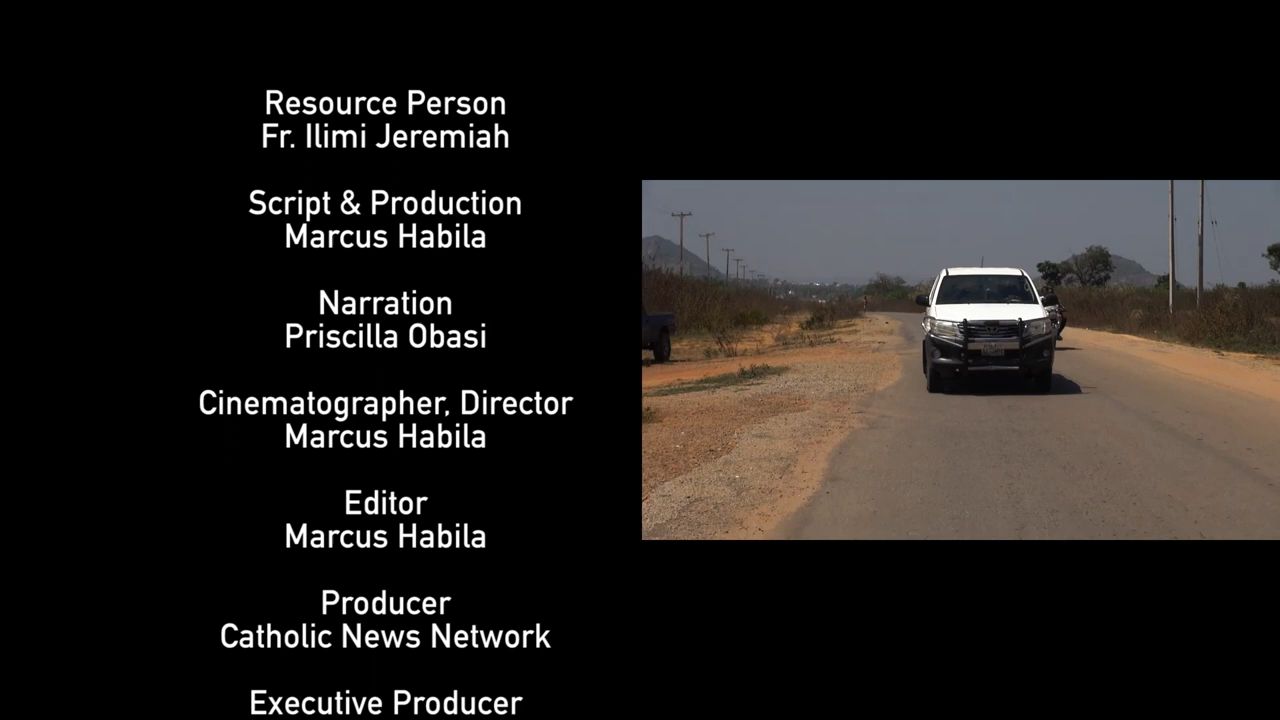 Resource Person
Fr. Ilimi Jeremiah
Script & Production
Marcus Habila
Narration
Priscilla Obasi
Cinematographer, Director
Marcus Habila
Editor
Marcus Habila
Producer
Catholic News Network
Executive Producer